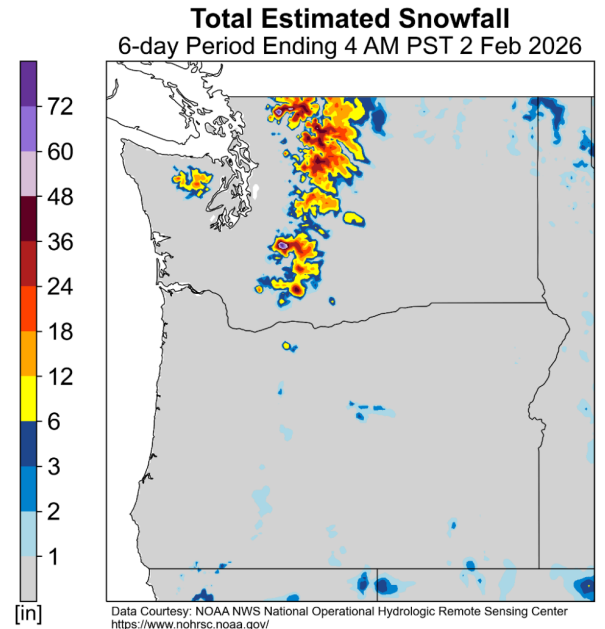 Total Estimated Snowfall
6-day Period Ending 4 AM PST 2 Feb 2026
72
60
48
36
24
18
12
6
3
2
1
[in]
Data Courtesy: NOAA NWS National Operational Hydrologic Remote Sensing Center
https://www.nohrsc.noaa.gov/